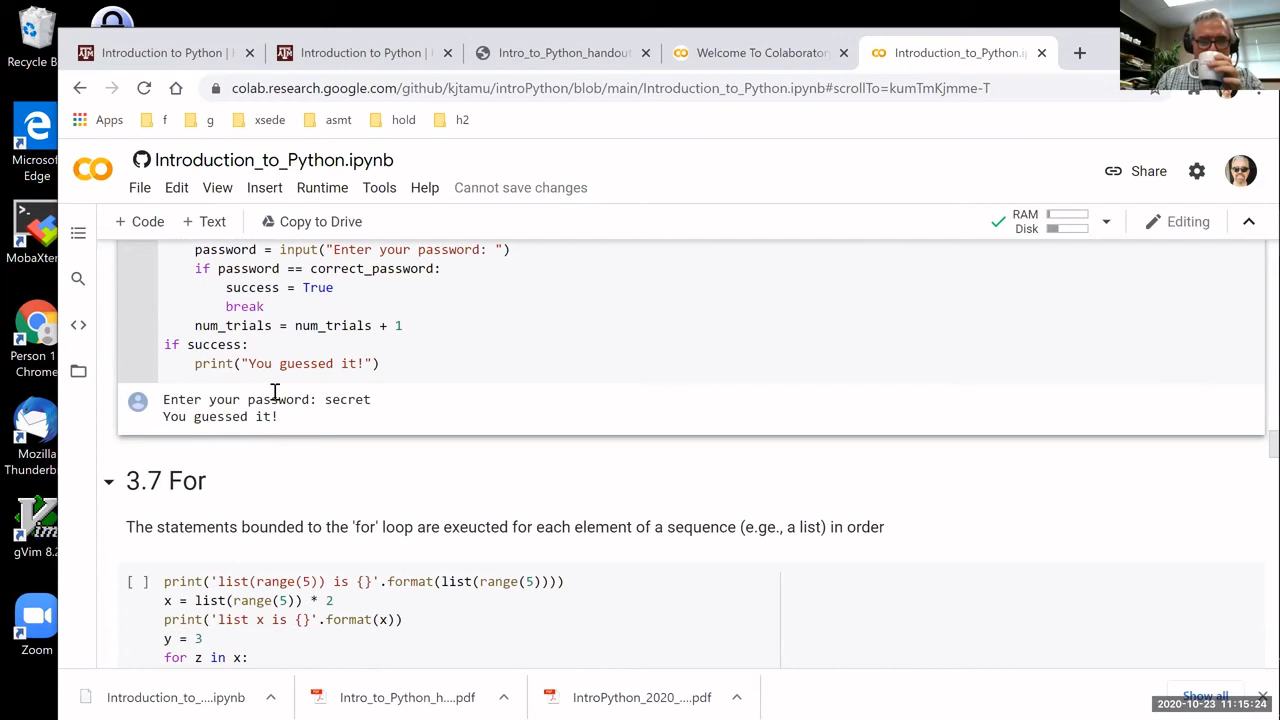 Recycle B
Introduction to Python |
Introduction to Python |
Intro_to_Python_handout
Welcome To Colaborator
Introduction_to_Python.i
colab.research.google.com/github/kjtamu/IntroPython/blob/main/Introduction_to_Python.ipynb#scrollTo=kumTmKjmme-T
Apps
f
g
xsede
asmt
hold
h2
Microsof
Edge
Introduction_to_Python.ipynb
Share
File Edit View Insert Runtime Tools Help Cannot save changes
+ Code + Text Copy to Drive
RAM
Disk
Editing
MobaXter
password = input("Enter your password: ")
if password == correct_password:
success = True
break
num_trials = num_trials + 1
if success:
print("You guessed it!")
Person 1
Chrome
Enter your password: secret
You guessed it!
Mozilla
Thunderb
3.7 For
The statements bounded to the 'for' loop are exeucted for each element of a sequence (e.ge., a list) in order
gVim 8.2
[ ] print('list(range(5)) is {}'.format(list(range(5))))
x = list(range(5)) * 2
print('list x is {}'.format(x))
y = 3
for z in x:
Zoom
Introduction_to_....ipynb
Intro_to_Python_h....pdf
IntroPython_2020_....pdf
Show all
2020-10-23 11:15:24